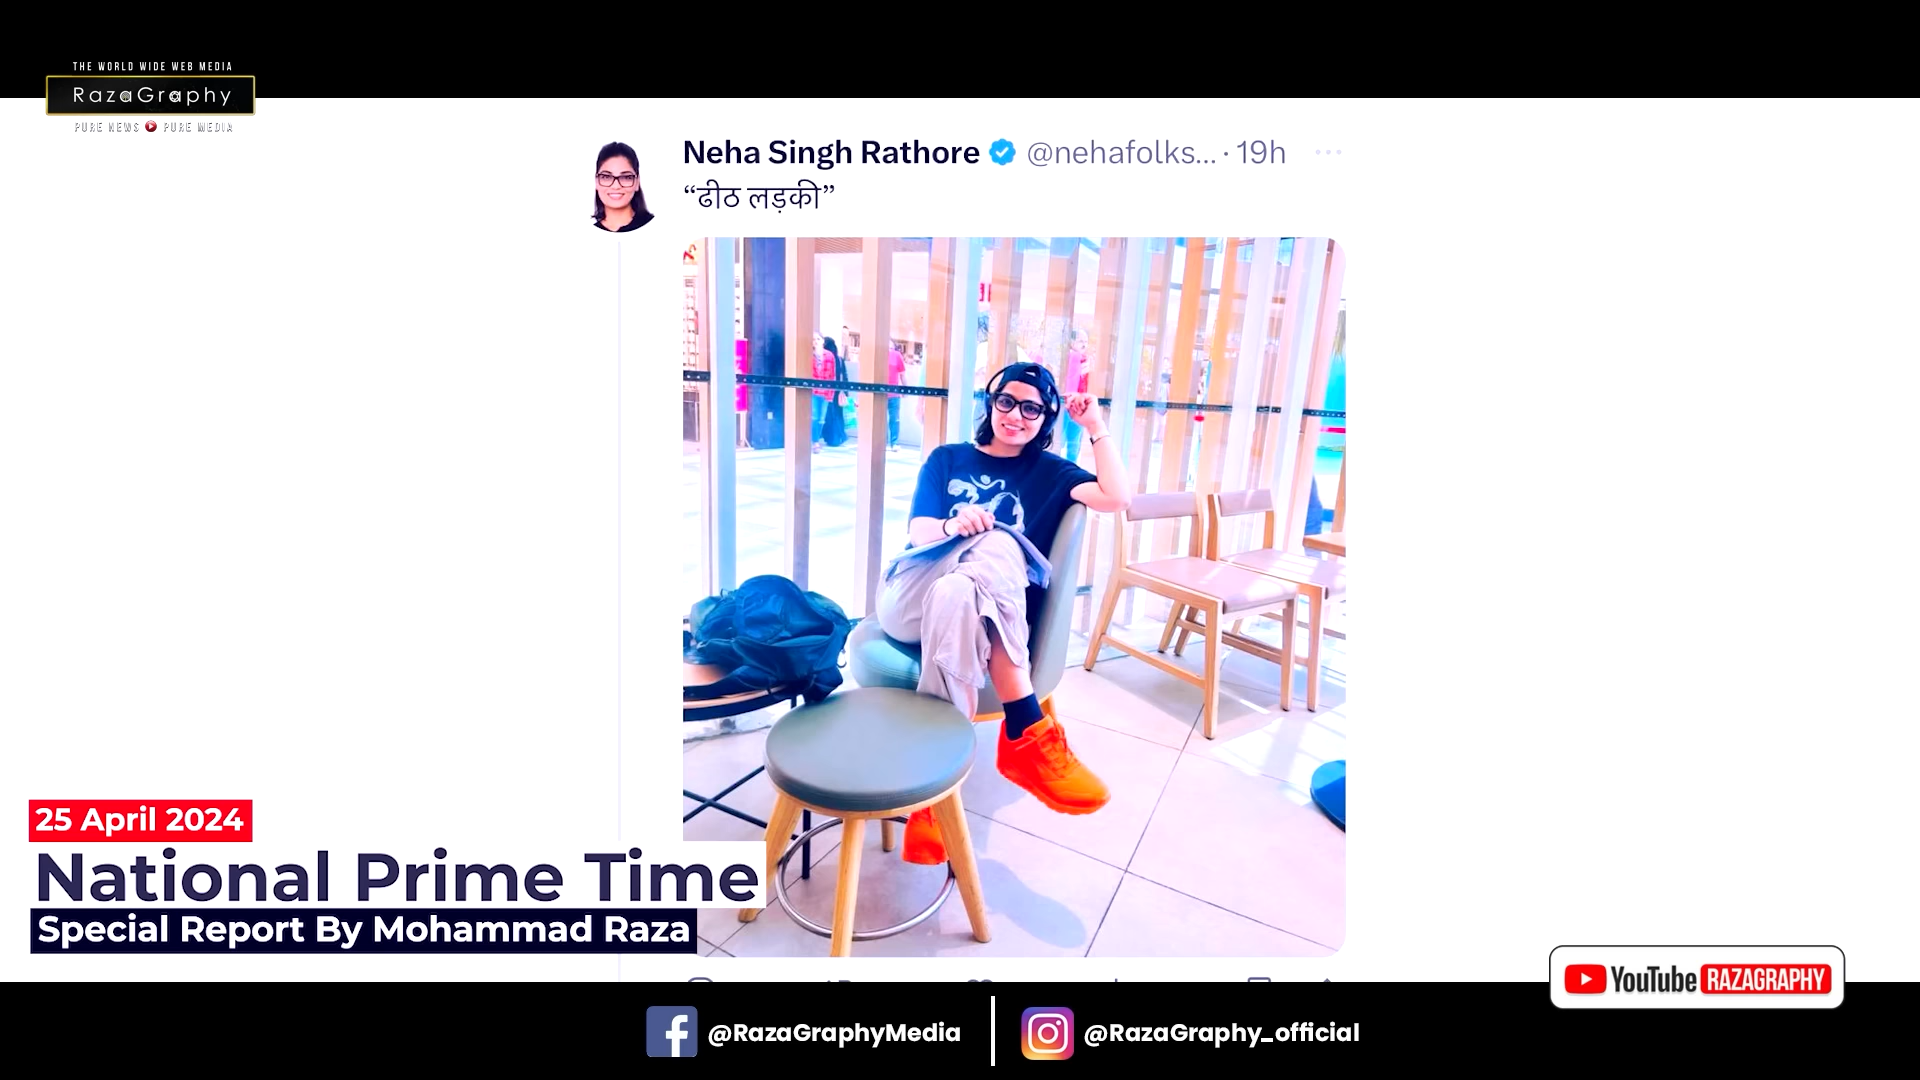 THE WORLD WIDE WEB MEDIA
RazaGraphy
PURE NEWS PURE MEDIA
Neha Singh Rathore @nehafolks... · 19h
“ढीठ लड़की”
25 April 2024
National Prime Time
Special Report By Mohammad Raza
YouTube RAZAGRAPHY
@RazaGraphyMedia
@RazaGraphy_official